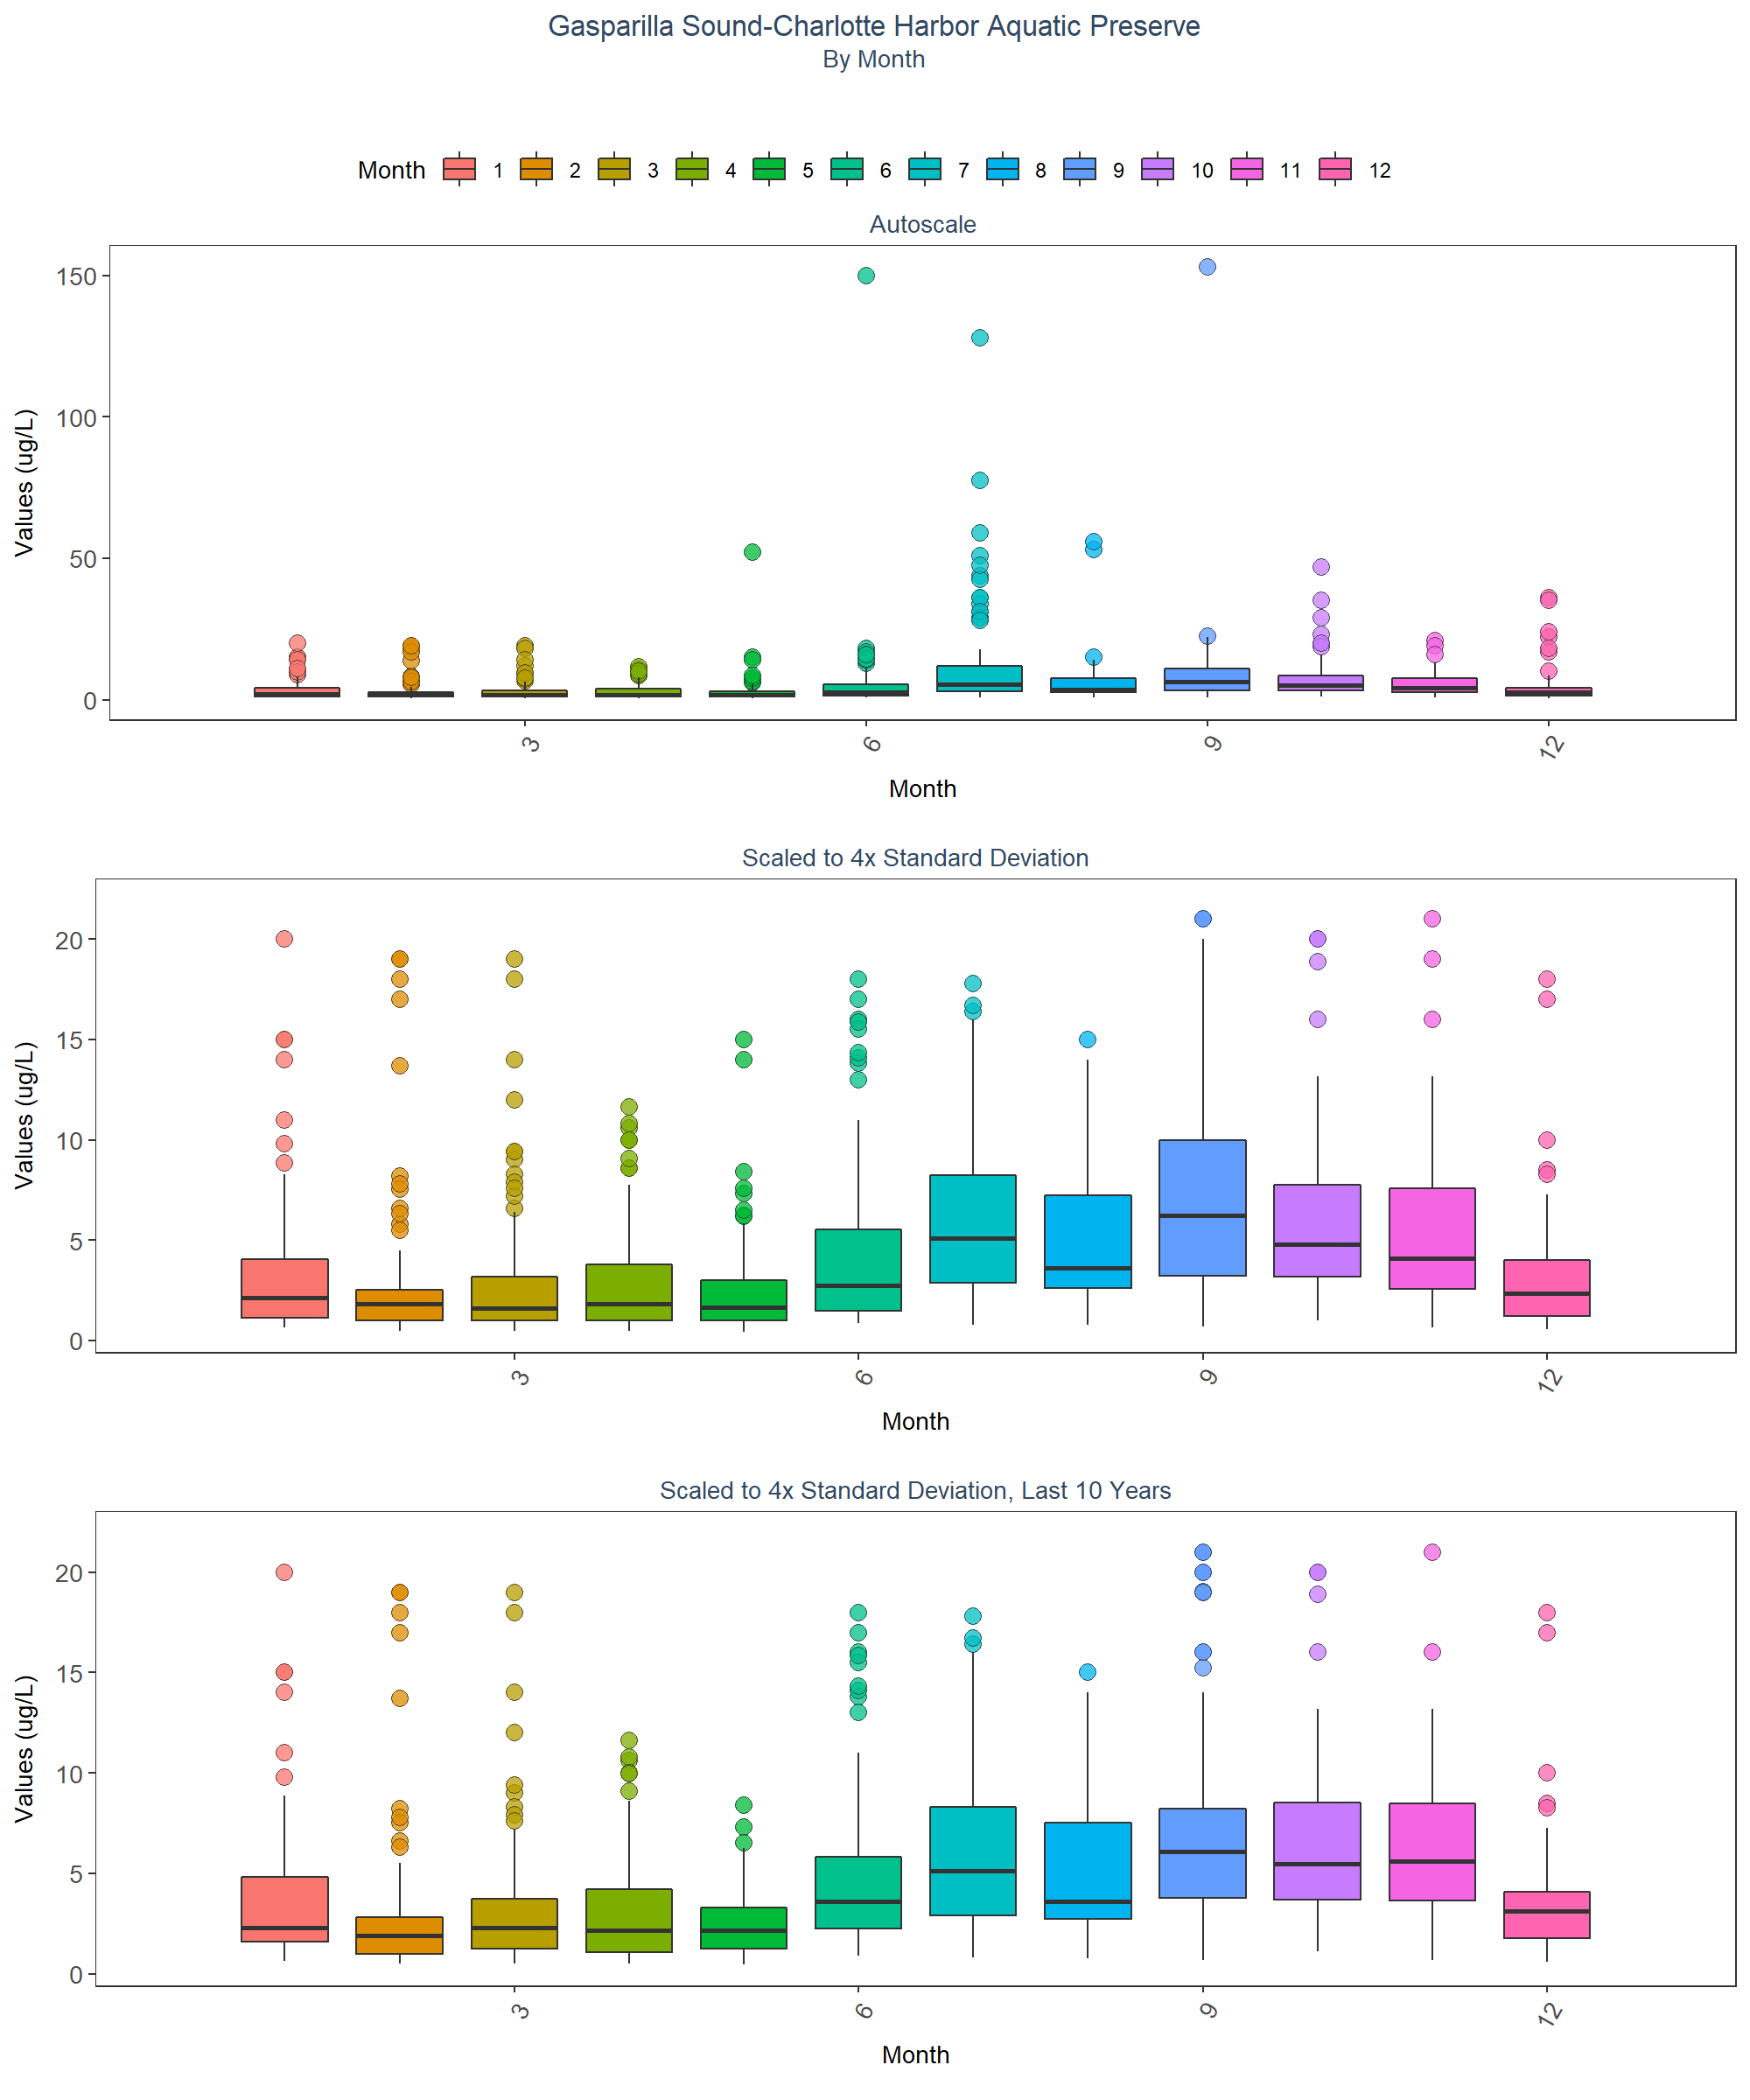 Gasparilla Sound-Charlotte Harbor Aquatic Preserve
By Month
Month 1 2 3 4 5 6 7 8 9 10 11 12
Autoscale
Values (ug/L)
150
100
50
0
3 6 9 12
Month
Scaled to 4x Standard Deviation
Values (ug/L)
20
15
10
5
0
3 6 9 12
Month
Scaled to 4x Standard Deviation, Last 10 Years
Values (ug/L)
20
15
10
5
0
3 6 9 12
Month